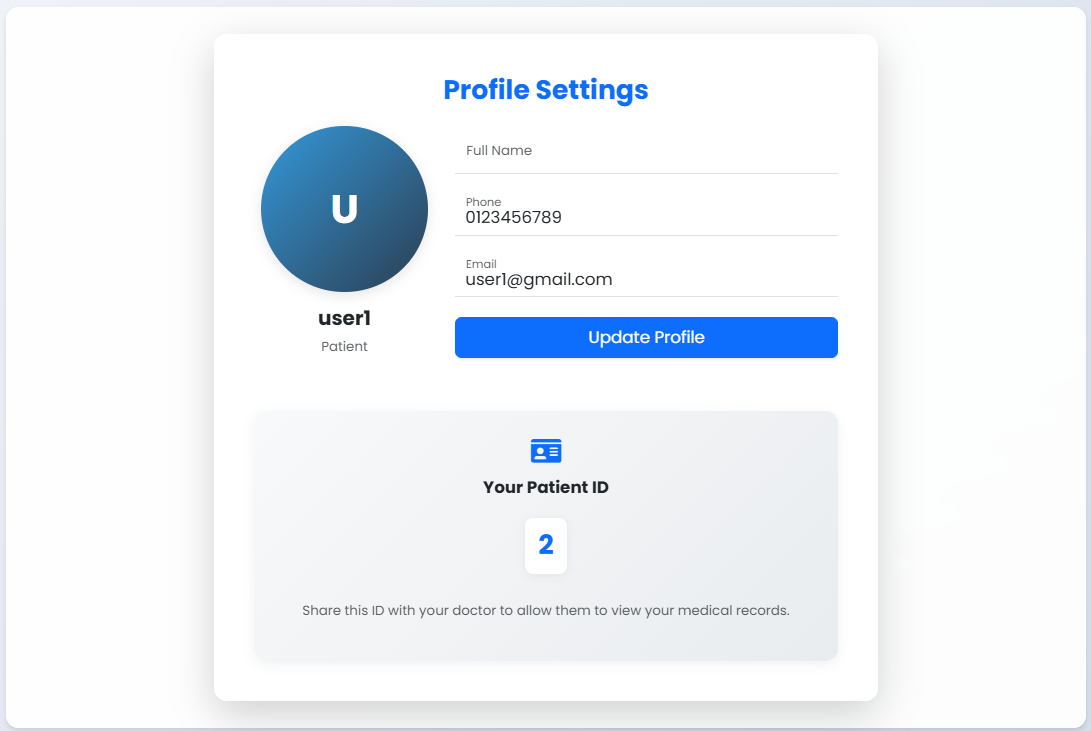 Profile Settings
U
user1
Patient
Full Name
Phone
0123456789
Email
user1@gmail.com
Update Profile
Your Patient ID
2
Share this ID with your doctor to allow them to view your medical records.